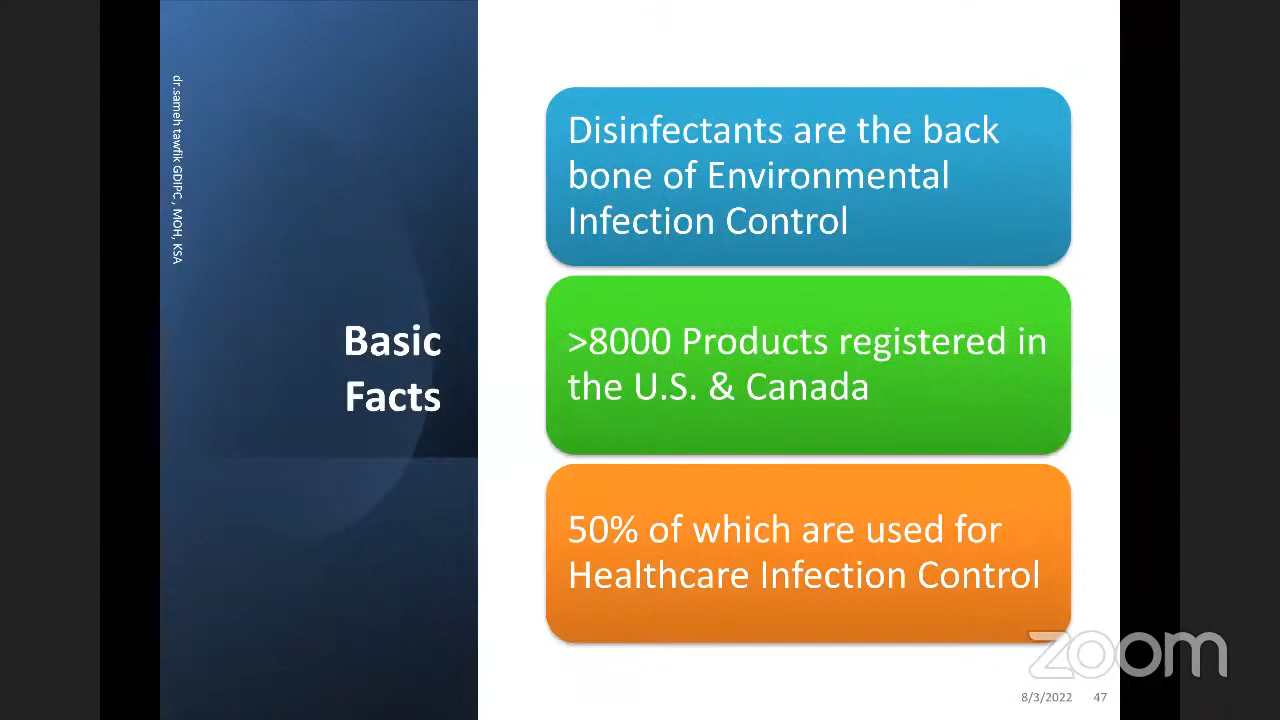 dr.sameh tawfik GDIPC , MOH, KSA
Basic
Facts
Disinfectants are the back
bone of Environmental
Infection Control
>8000 Products registered in
the U.S. & Canada
50% of which are used for
Healthcare Infection Control
zoom
8/3/2022 47